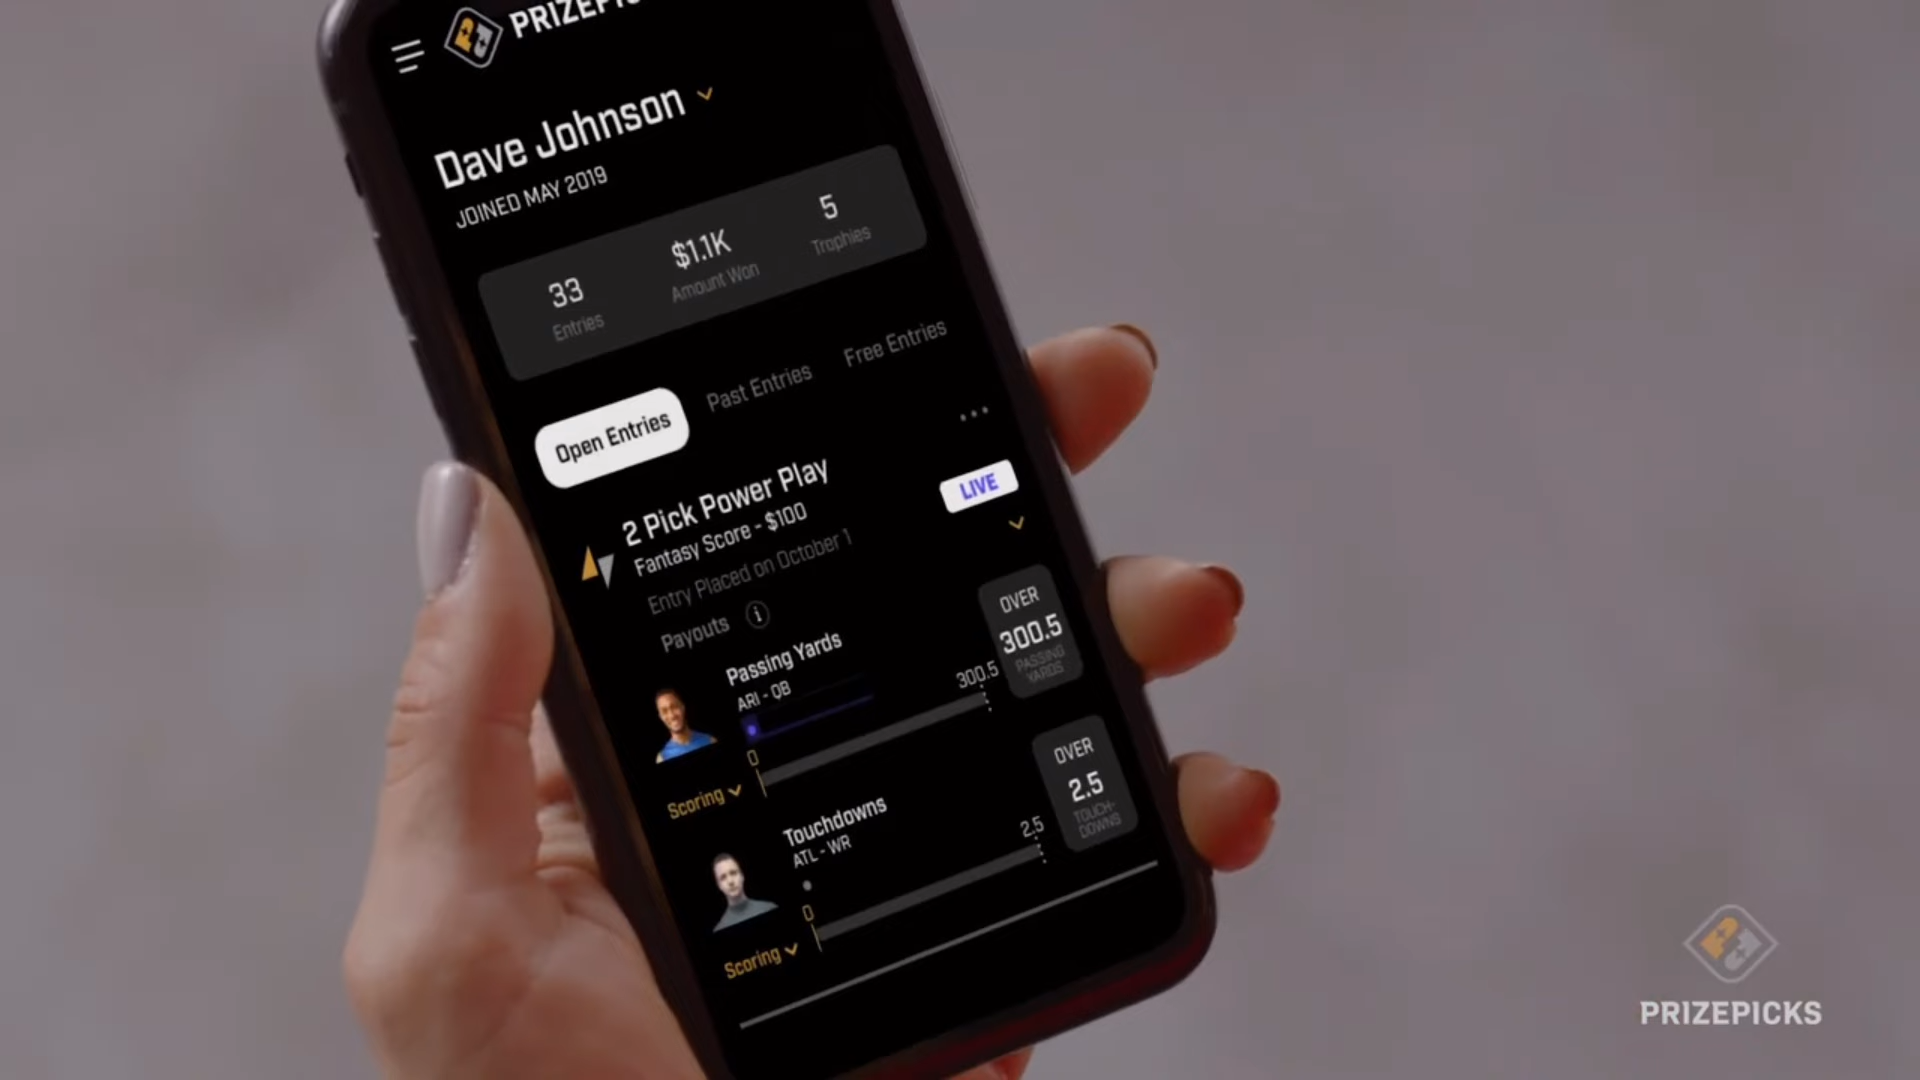 PRIZEPIC
Dave Johnson
JOINED MAY 2019
33
Entries
$1.1K
Amount Won
5
Trophies
Open Entries
Past Entries
Free Entries
2 Pick Power Play
Fantasy Score - $100
Entry Placed on October 1
Payouts i
LIVE
Passing Yards
ARI - QB
0
300.5
OVER
300.5
PASSING
YARDS
Scoring
Touchdowns
ATL - WR
0
2.5
OVER
2.5
TOUCH-
DOWNS
Scoring
PRIZEPICKS